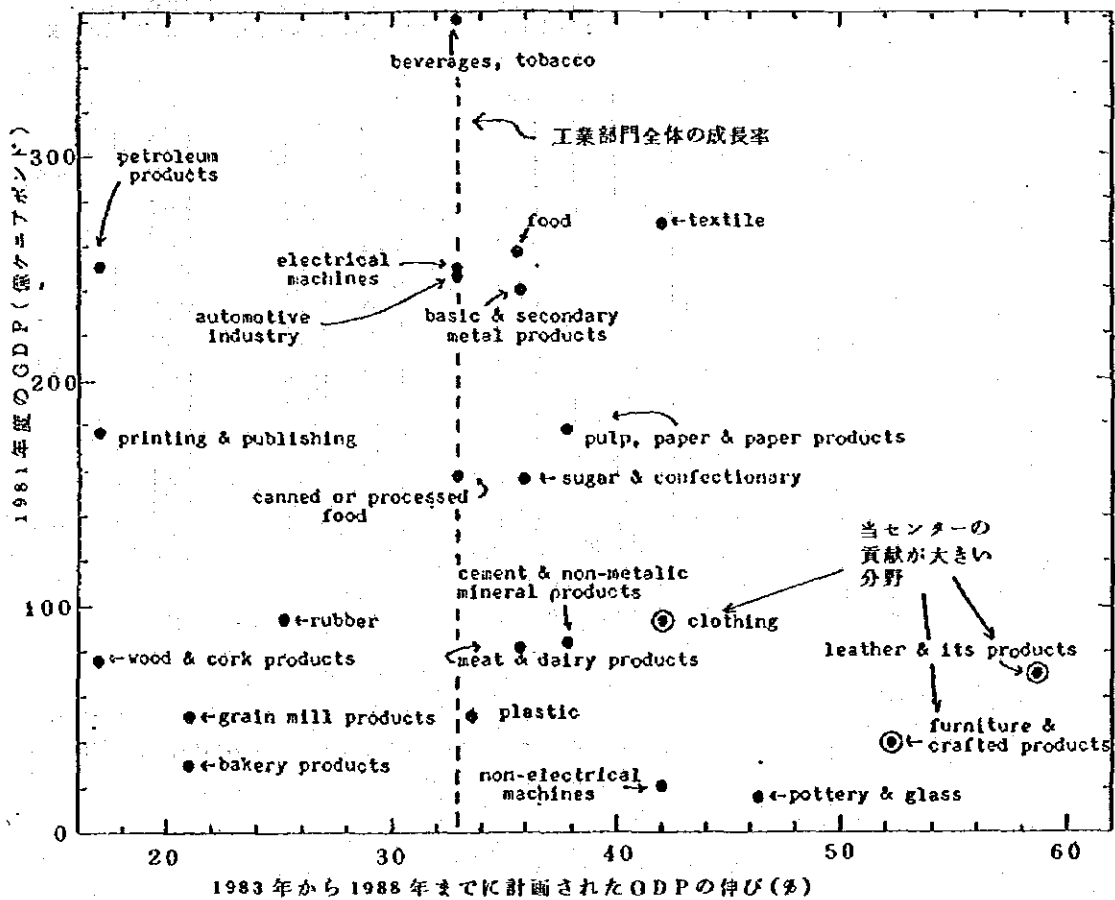 beverages, tobacco
工業部門全体の成長率
petroleum
products
food
textile
electrical
machines
automotive
industry
basic & secondary
metal products
printing & publishing
pulp, paper & paper products
canned or processed
food
sugar & confectionary
当センターの
貢献が大きい
分野
cement & non-metalic
mineral products
rubber
clothing
wood & cork products
meat & dairy products
leather & its products
grain mill products
plastic
furniture &
crafted products
bakery products
non-electrical
machines
pottery & glass
1981年度のGDP(億ケニアポンド)
300
200
100
0
20
30
40
50
60
1983年から1988年までに計画されたGDPの伸び(%)